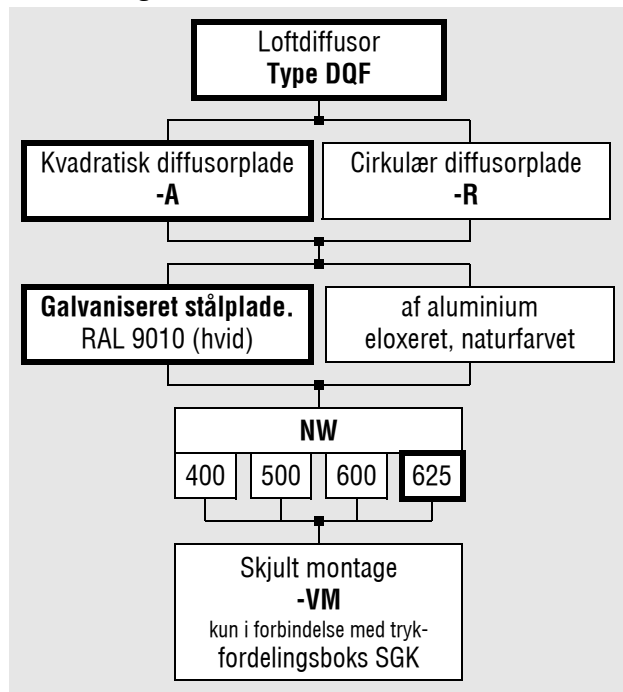 Loftdiffusor
Type DQF
Kvadratisk diffusorplade
-A
Cirkulær diffusorplade
-R
Galvaniseret stålplade.
RAL 9010 (hvid)
af aluminium
eloxeret, naturfarvet
NW
400 500 600 625
Skjult montage
-VM
kun i forbindelse med tryk-
fordelingsboks SGK